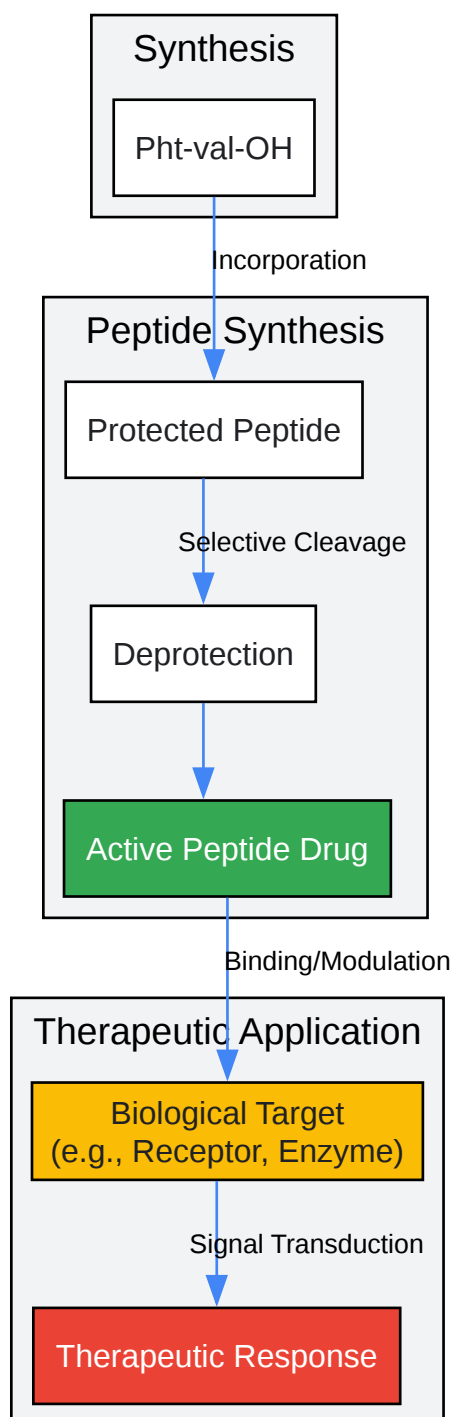 Synthesis
Pht-val-OH
Incorporation
Peptide Synthesis
Protected Peptide
Selective Cleavage
Deprotection
Active Peptide Drug
Binding/Modulation
Therapeutic Application
Biological Target
(e.g., Receptor, Enzyme)
Signal Transduction
Therapeutic Response